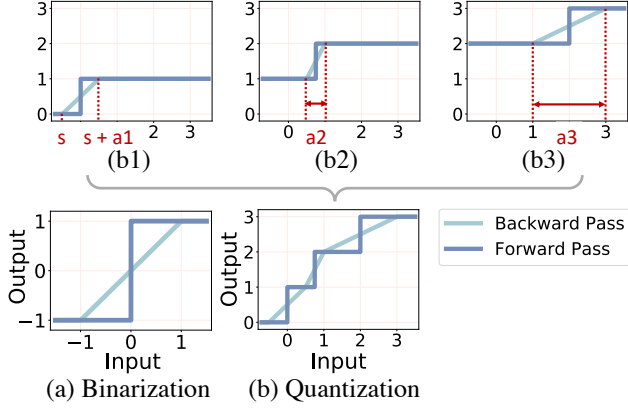 3
2
1
0
s
s + a1
2
3
(b1)
3
2
1
0
0
a2
2
3
(b2)
3
2
1
0
0
1
a3
3
(b3)
1
0
−1
Output
−1
0
1
Input
(a) Binarization
3
2
1
0
Output
0
1
2
3
Input
(b) Quantization
Backward Pass
Forward Pass